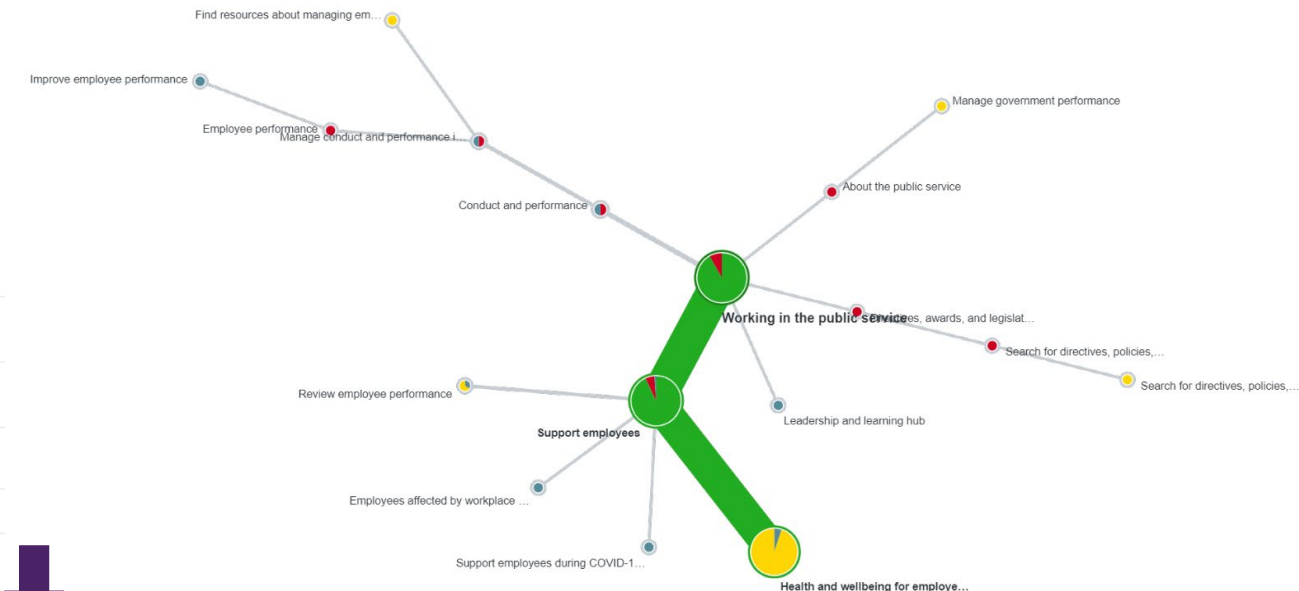 Find resources about managing em…
Improve employee performance
Manage government performance
Employee performance
Manage conduct and performance i…
About the public service
Conduct and performance
Working in the public service
awards, and legislat…
Search for directives, policies,…
Search for directives, policies,…
Review employee performance
Leadership and learning hub
Support employees
Employees affected by workplace …
Support employees during COVID-1…
Health and wellbeing for employe…